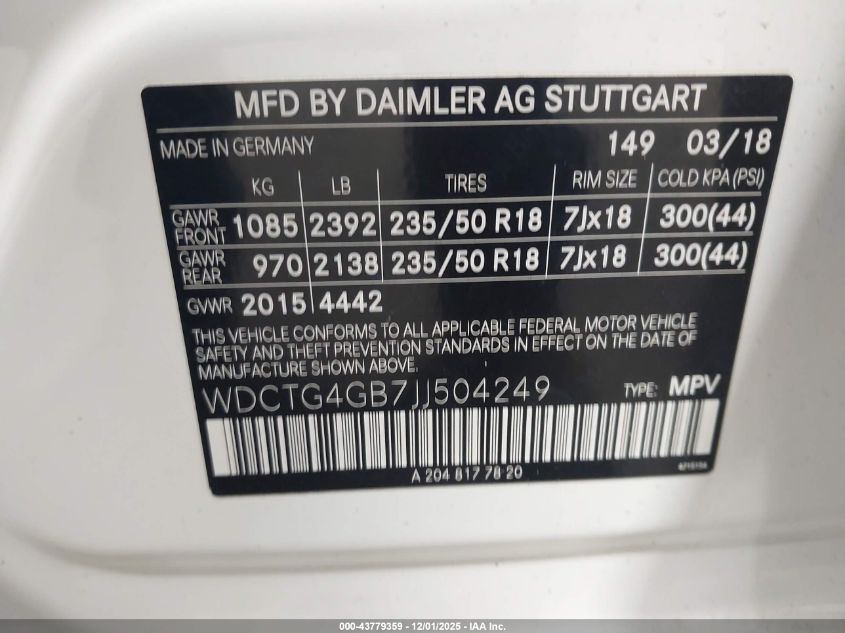 MFD BY DAIMLER AG STUTTGART
MADE IN GERMANY 149 03/18
KG LB TIRES RIM SIZE COLD KPA (PSI)
GAWR FRONT 1085 2392 235/50 R18 7Jx18 300(44)
GAWR REAR 970 2138 235/50 R18 7Jx18 300(44)
GVWR 2015 4442
THIS VEHICLE CONFORMS TO ALL APPLICABLE FEDERAL MOTOR VEHICLE
SAFETY AND THEFT PREVENTION STANDARDS IN EFFECT ON THE DATE OF
MANUFACTURE SHOWN ABOVE.
WDCTG4GB7JJ504249 TYPE: MPV
A 204 817 78 20
000-43779359 - 12/01/2025 - IAA Inc.